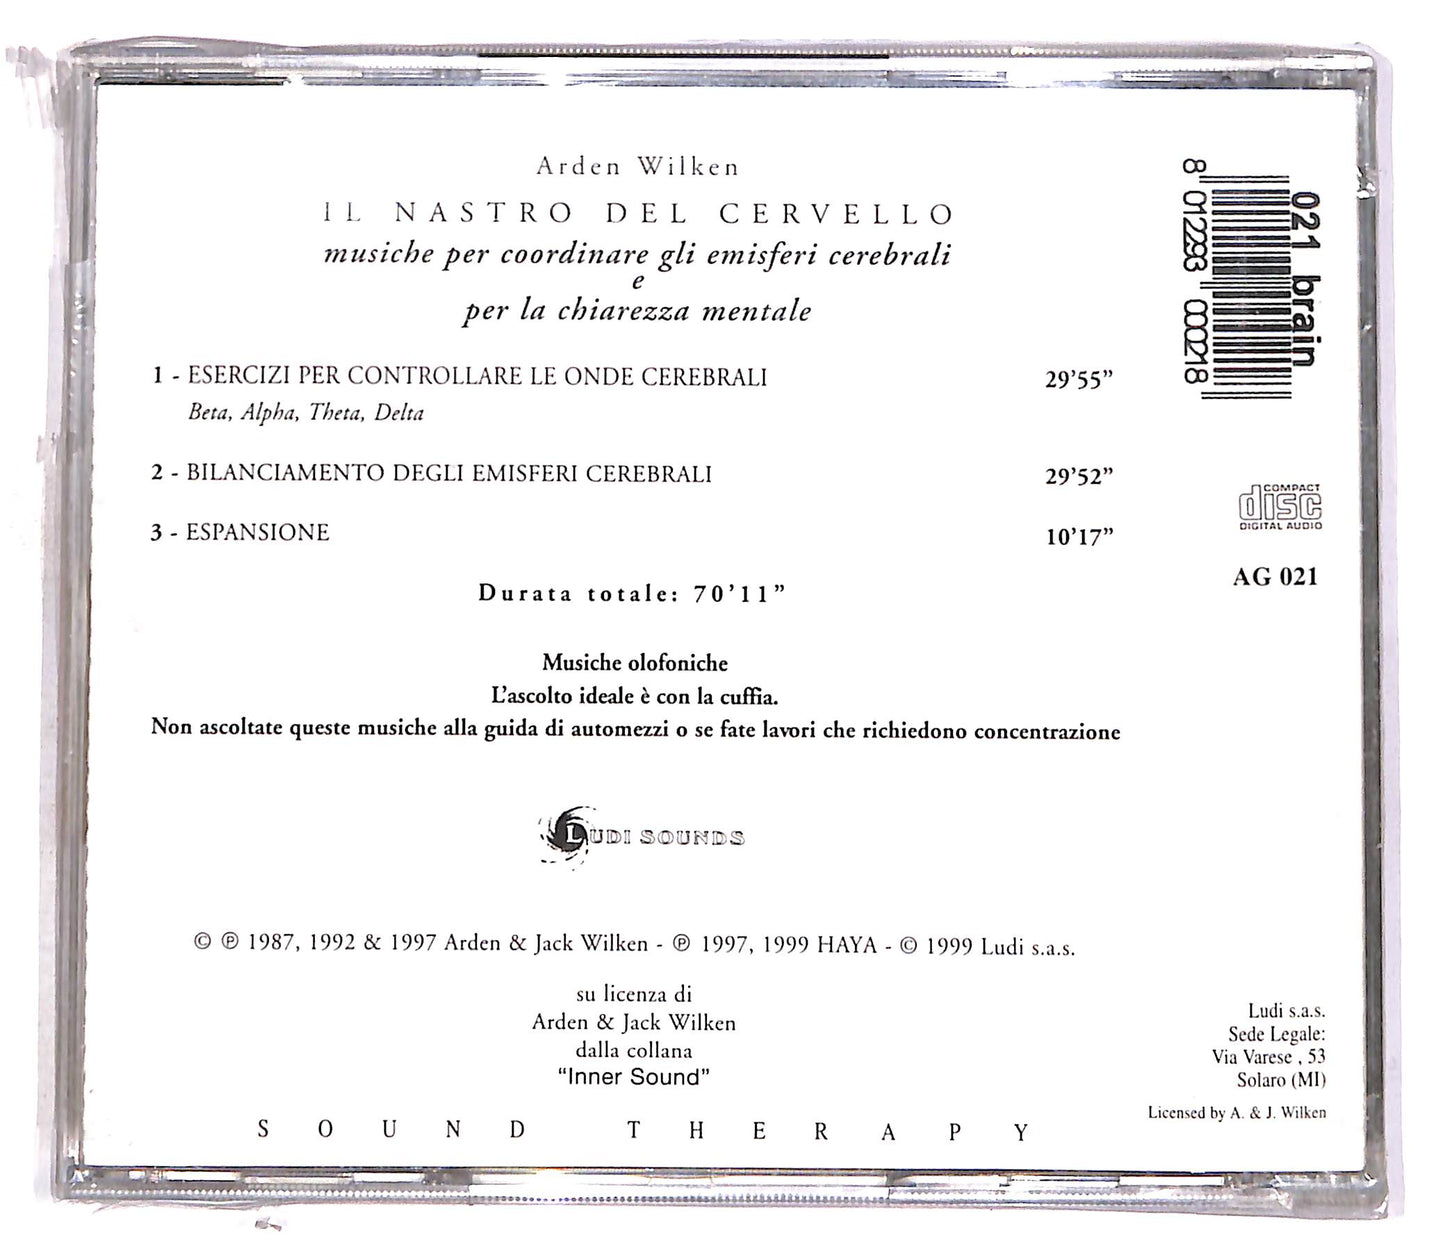 Arden Wilken
IL NASTRO DEL CERVELLO
musiche per coordinare gli emisferi cerebrali
e
per la chiarezza mentale
1 - ESERCIZI PER CONTROLLARE LE ONDE CEREBRALI 29’55”
Beta, Alpha, Theta, Delta
2 - BILANCIAMENTO DEGLI EMISFERI CEREBRALI 29’52”
3 - ESPANSIONE 10’17”
Durata totale: 70’11”
Musiche olofoniche
L’ascolto ideale è con la cuffia.
Non ascoltate queste musiche alla guida di automezzi o se fate lavori che richiedono concentrazione
LUDI SOUNDS
© ℗ 1987, 1992 & 1997 Arden & Jack Wilken - ℗ 1997, 1999 HAYA - © 1999 Ludi s.a.s.
su licenza di
Arden & Jack Wilken
dalla collana
“Inner Sound”
SOUND THERAPY
021 brain
8 012293 000218
COMPACT
disc
DIGITAL AUDIO
AG 021
Ludi s.a.s.
Sede Legale:
Via Varese , 53
Solaro (MI)
Licensed by A. & J. Wilken